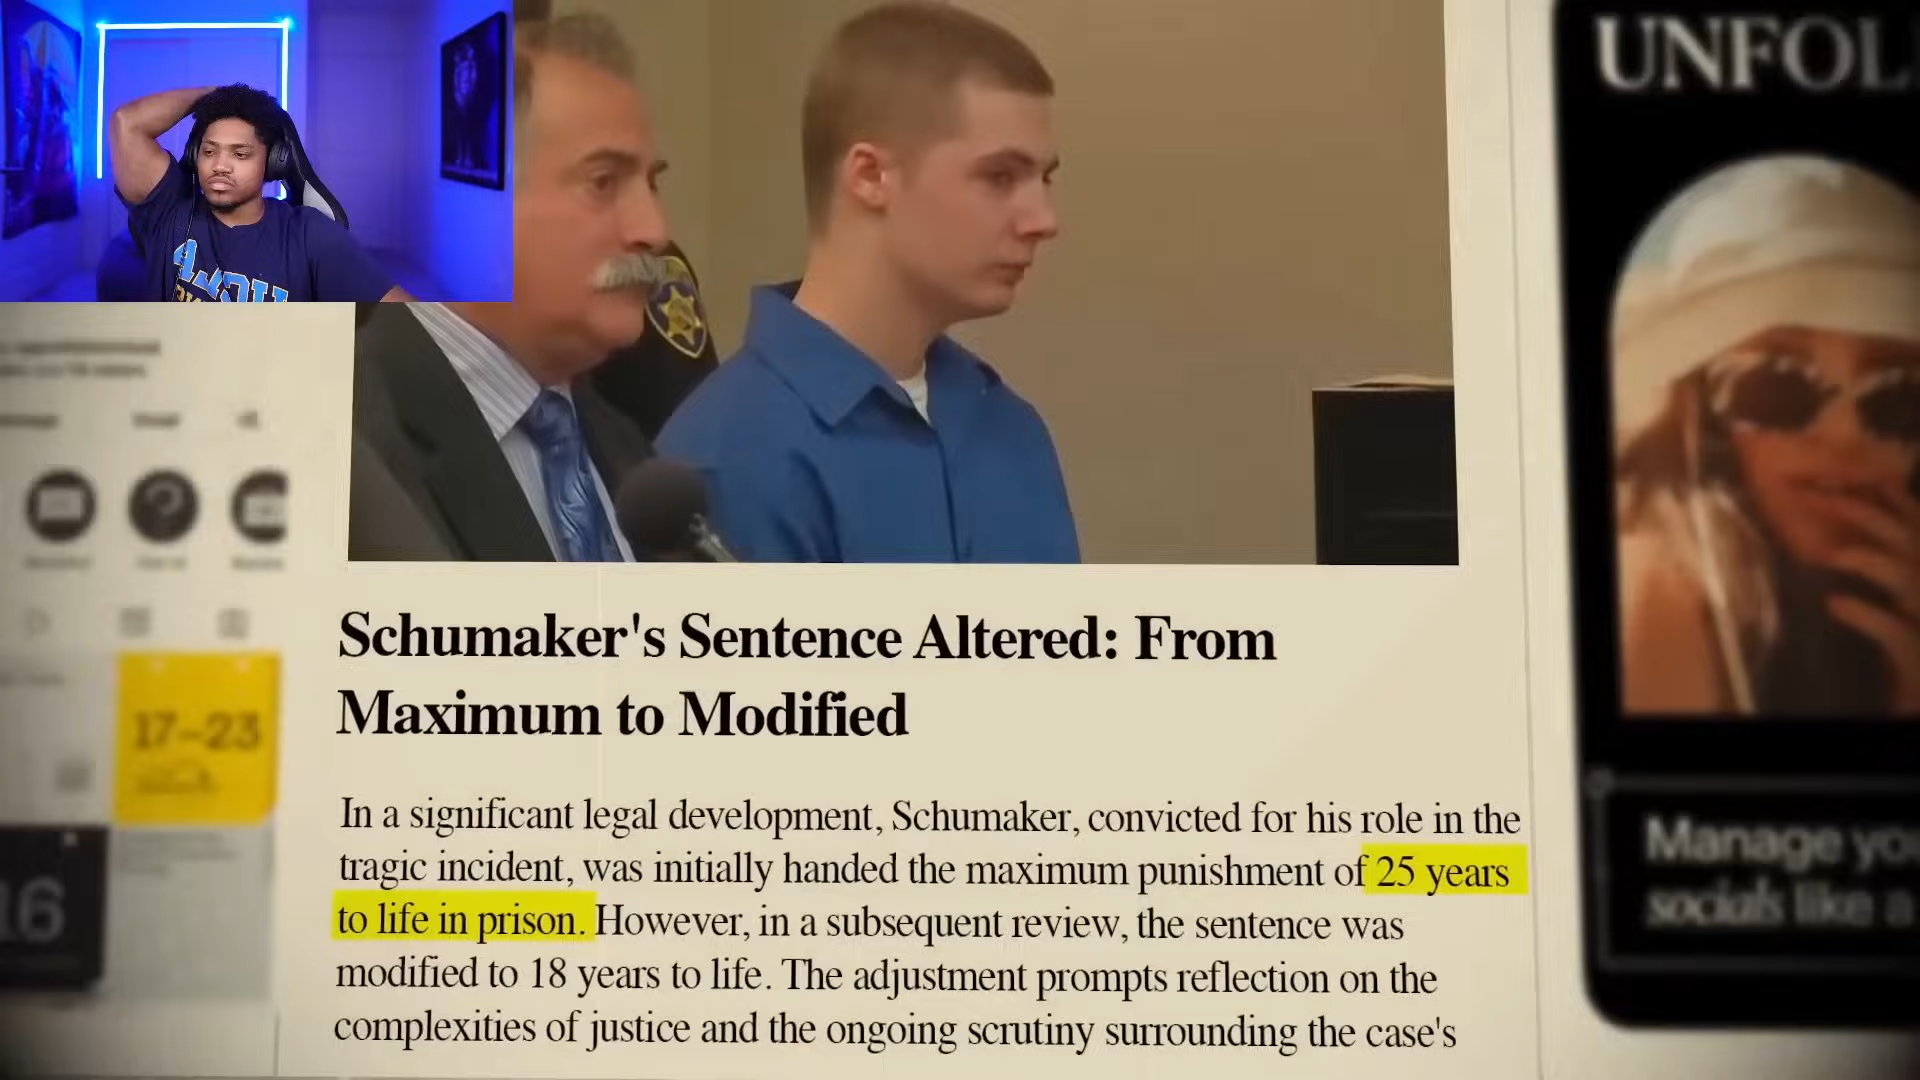 UNFOL
Schumaker's Sentence Altered: From
Maximum to Modified
In a significant legal development, Schumaker, convicted for his role in the
tragic incident, was initially handed the maximum punishment of 25 years
to life in prison. However, in a subsequent review, the sentence was
modified to 18 years to life. The adjustment prompts reflection on the
complexities of justice and the ongoing scrutiny surrounding the case's
17-23
16
Manage you
socials like a